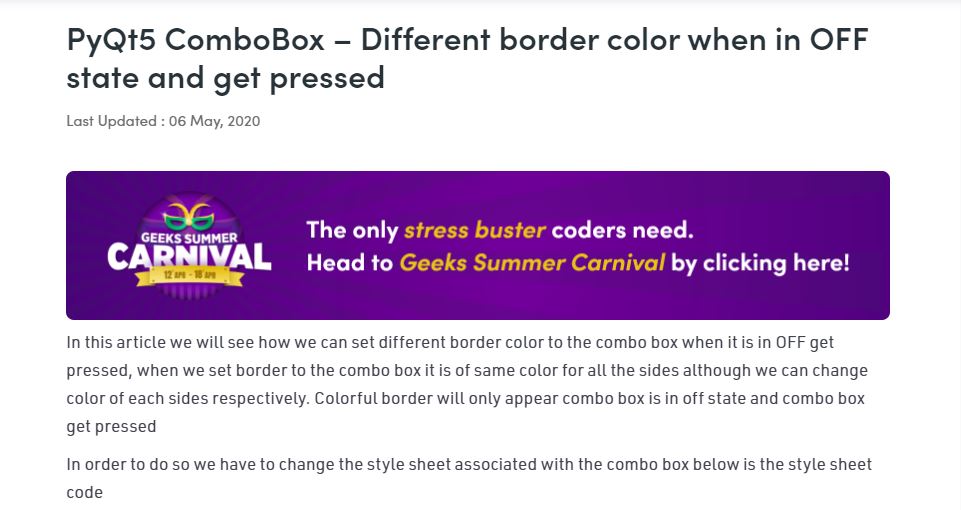 PyQt5 ComboBox – Different border color when in OFF
state and get pressed
Last Updated : 06 May, 2020
GEEKS SUMMER
CARNIVAL
12 APR - 18 APR
The only stress buster coders need.
Head to Geeks Summer Carnival by clicking here!
In this article we will see how we can set different border color to the combo box when it is in OFF get
pressed, when we set border to the combo box it is of same color for all the sides although we can change
color of each sides respectively. Colorful border will only appear combo box is in off state and combo box
get pressed
In order to do so we have to change the style sheet associated with the combo box below is the style sheet
code